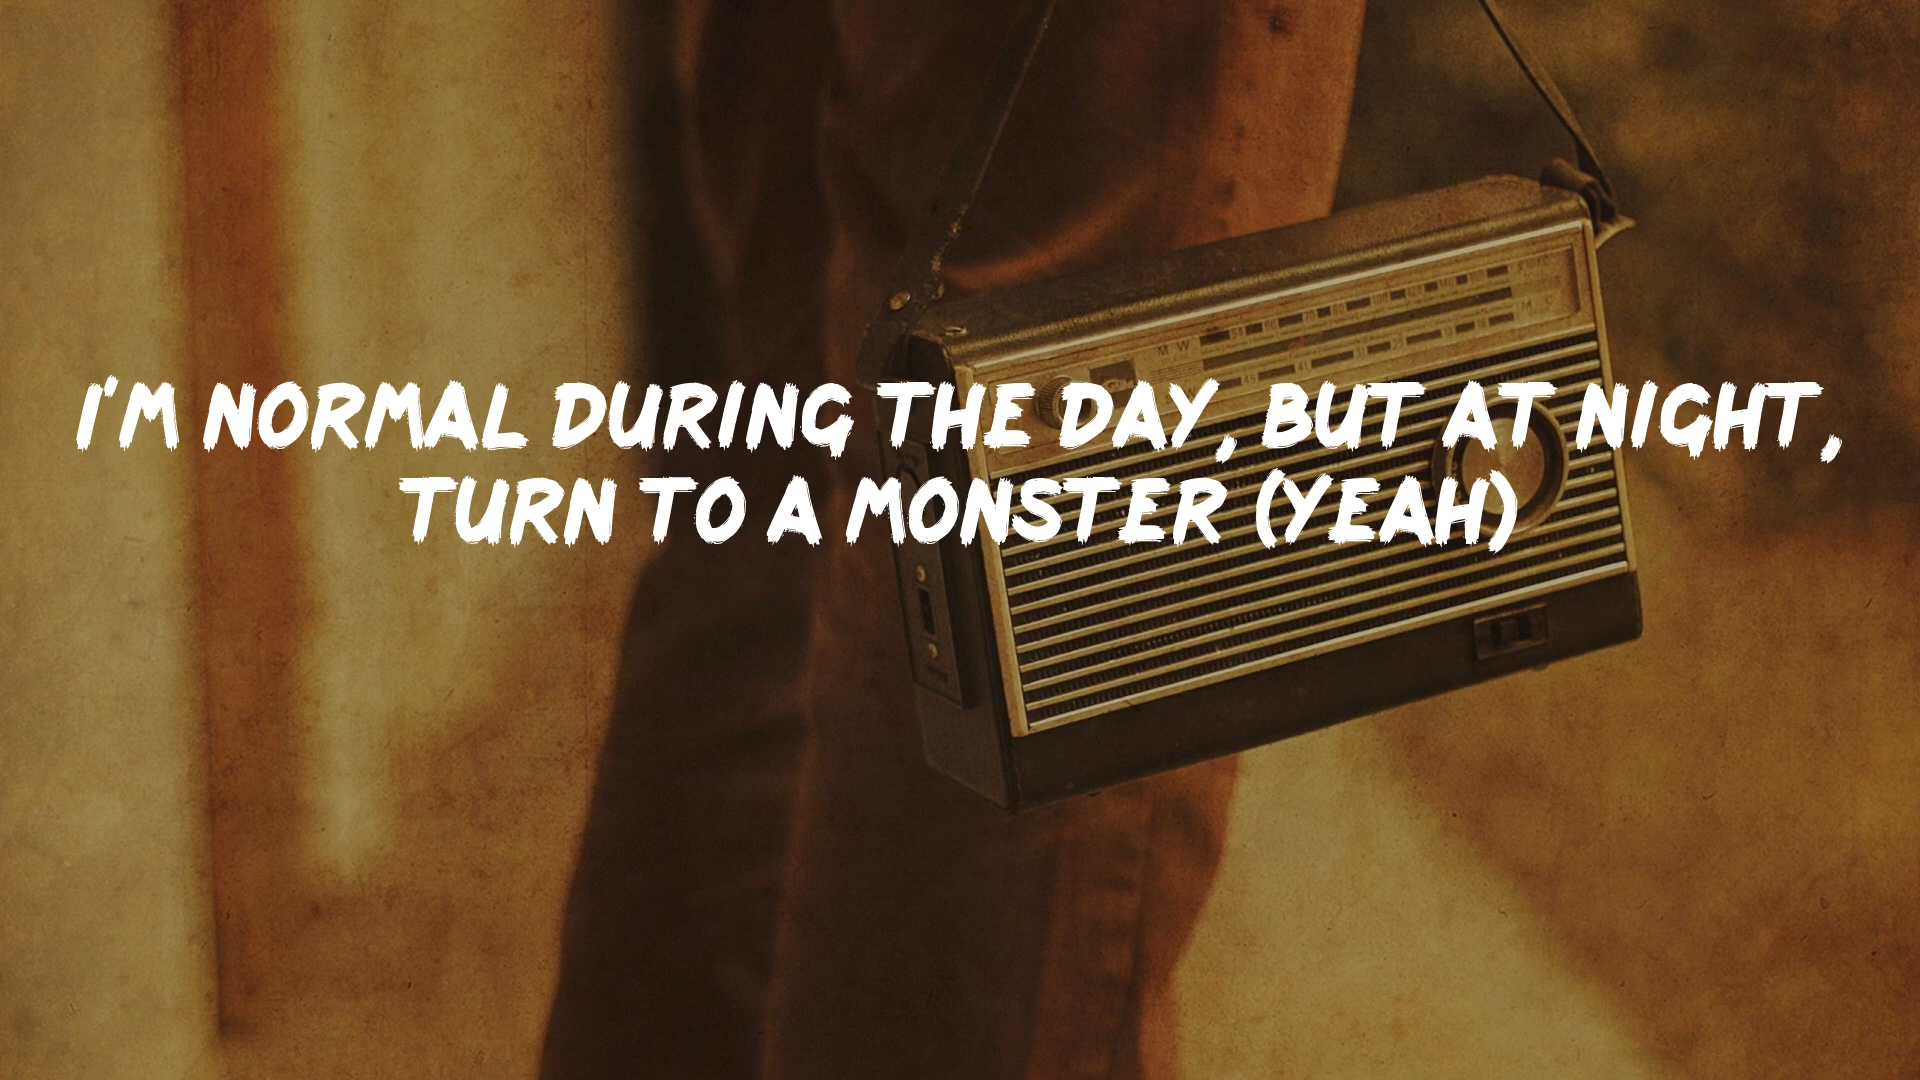 I'M NORMAL DURING THE DAY, BUT AT NIGHT,
TURN TO A MONSTER (YEAH)
M W